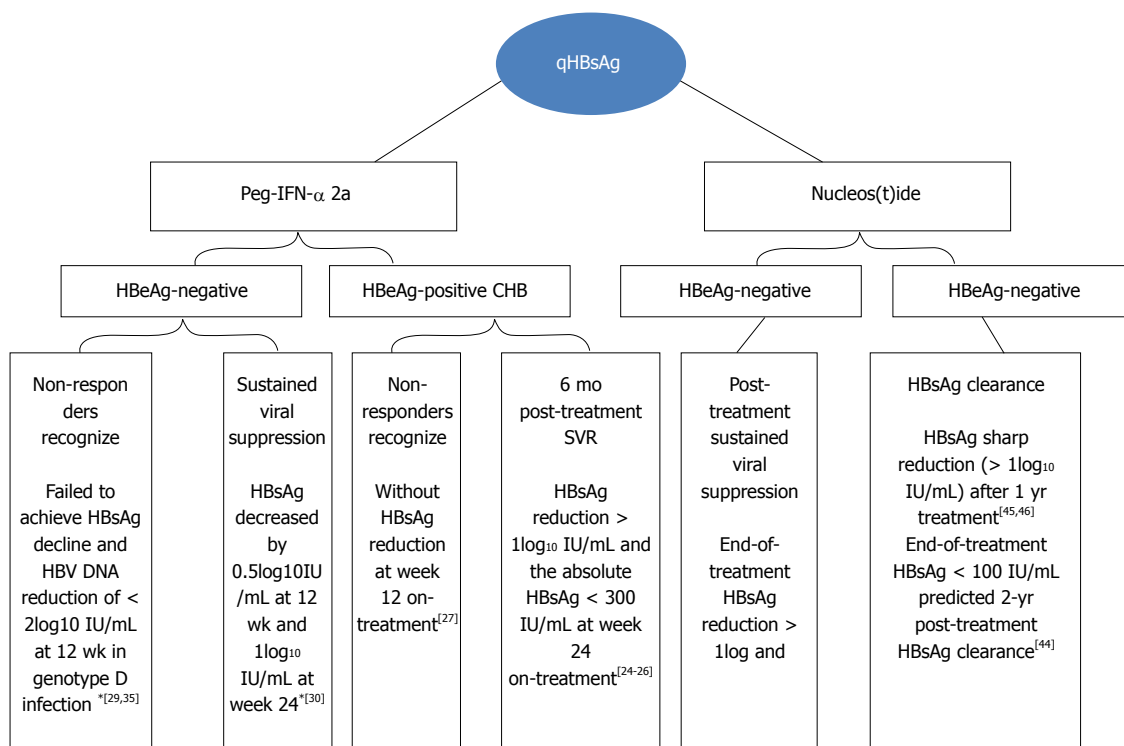 qHBsAg
Peg-IFN-α 2a
Nucleos(t)ide
HBeAg-negative
HBeAg-positive CHB
HBeAg-negative
HBeAg-negative
Non-respon
ders
recognize
Failed to
achieve HBsAg
decline and
HBV DNA
reduction of <
2log10 IU/mL
at 12 wk in
genotype D
infection *[29,35]
Sustained
viral
suppression
HBsAg
decreased
by
0.5log10IU
/mL at 12
wk and
1log₁₀
IU/mL at
week 24*[30]
Non-
responders
recognize
Without
HBsAg
reduction
at week
12 on-
treatment[27]
6 mo
post-treatment
SVR
HBsAg
reduction >
1log₁₀ IU/mL and
the absolute
HBsAg < 300
IU/mL at week
24
on-treatment[24-26]
Post-
treatment
sustained
viral
suppression
End-of-
treatment
HBsAg
reduction >
1log and
HBsAg clearance
HBsAg sharp
reduction (> 1log₁₀
IU/mL) after 1 yr
treatment[45,46]
End-of-treatment
HBsAg < 100 IU/mL
predicted 2-yr
post-treatment
HBsAg clearance[44]